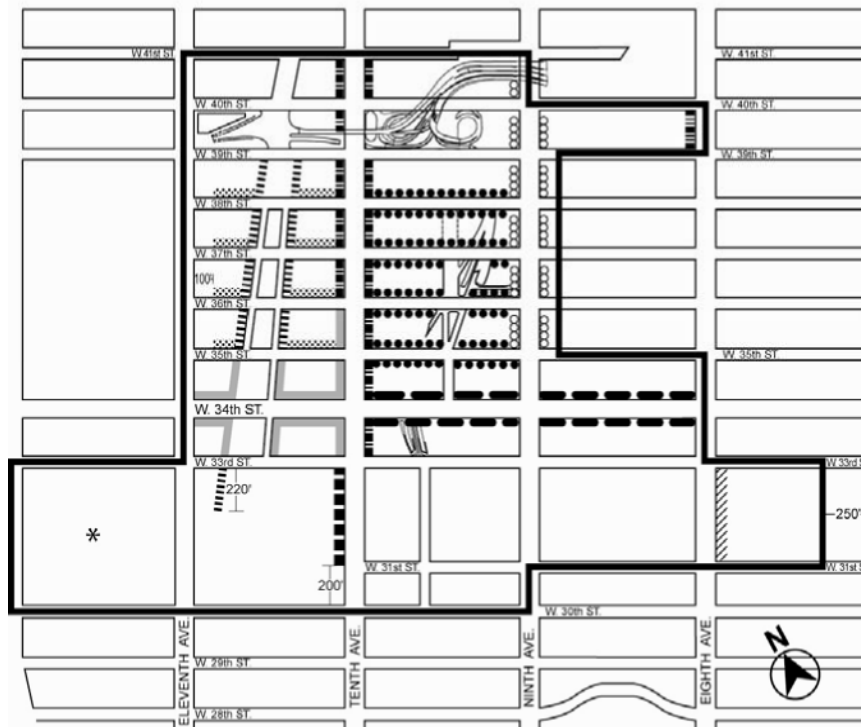 W. 41st ST.
W. 41st ST.
W. 40th ST.
W. 40th ST.
W. 39th ST.
W. 39th ST.
W. 38th ST.
W. 37th ST.
W. 36th ST.
W. 35th ST.
W. 35th ST.
W. 34th ST.
W. 33rd ST.
W. 33rd S
220'
250'
*
W. 31st ST.
W. 31st S
200'
W. 30th ST.
ELEVENTH AVE.
TENTH AVE.
NINTH AVE.
EIGHTH AVE.
N
W. 29th ST.
W. 28th ST.